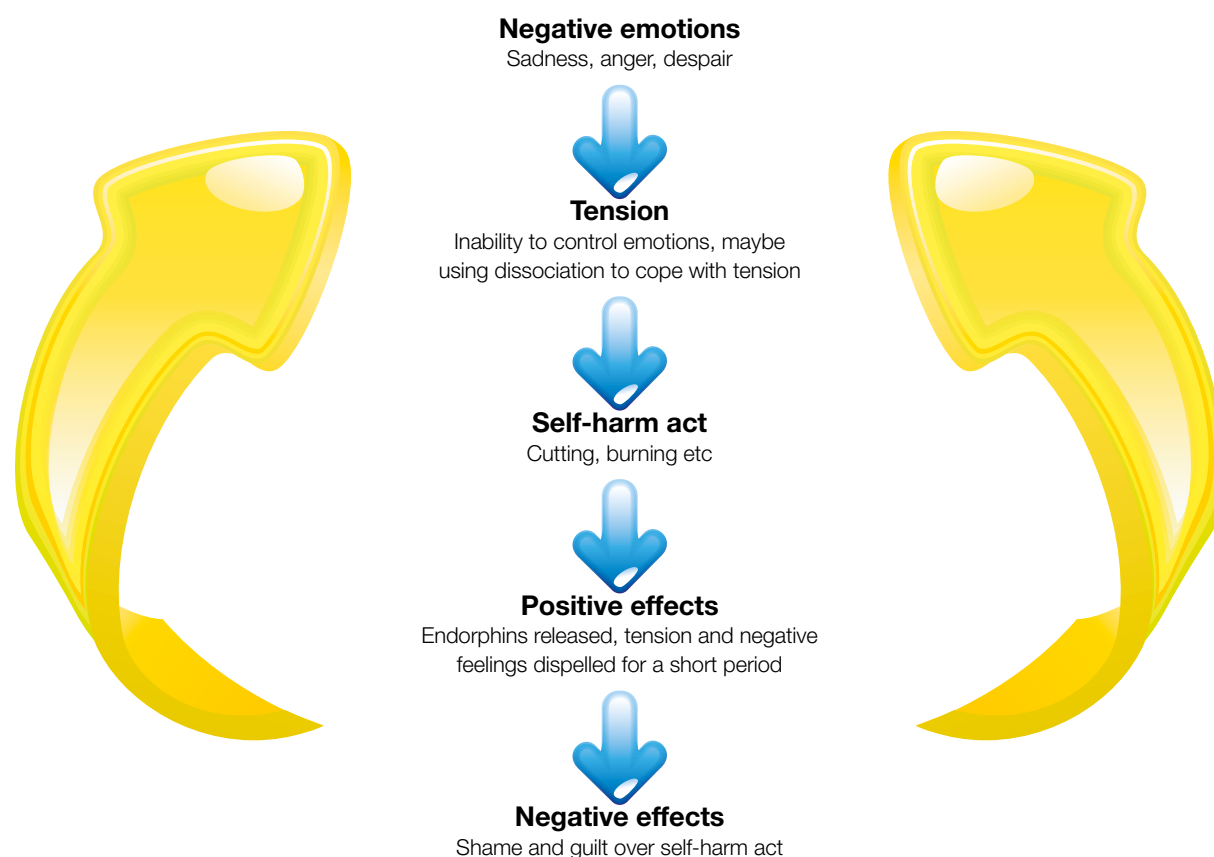 Negative emotions
Sadness, anger, despair
Tension
Inability to control emotions, maybe
using dissociation to cope with tension
Self-harm act
Cutting, burning etc
Positive effects
Endorphins released, tension and negative
feelings dispelled for a short period
Negative effects
Shame and guilt over self-harm act